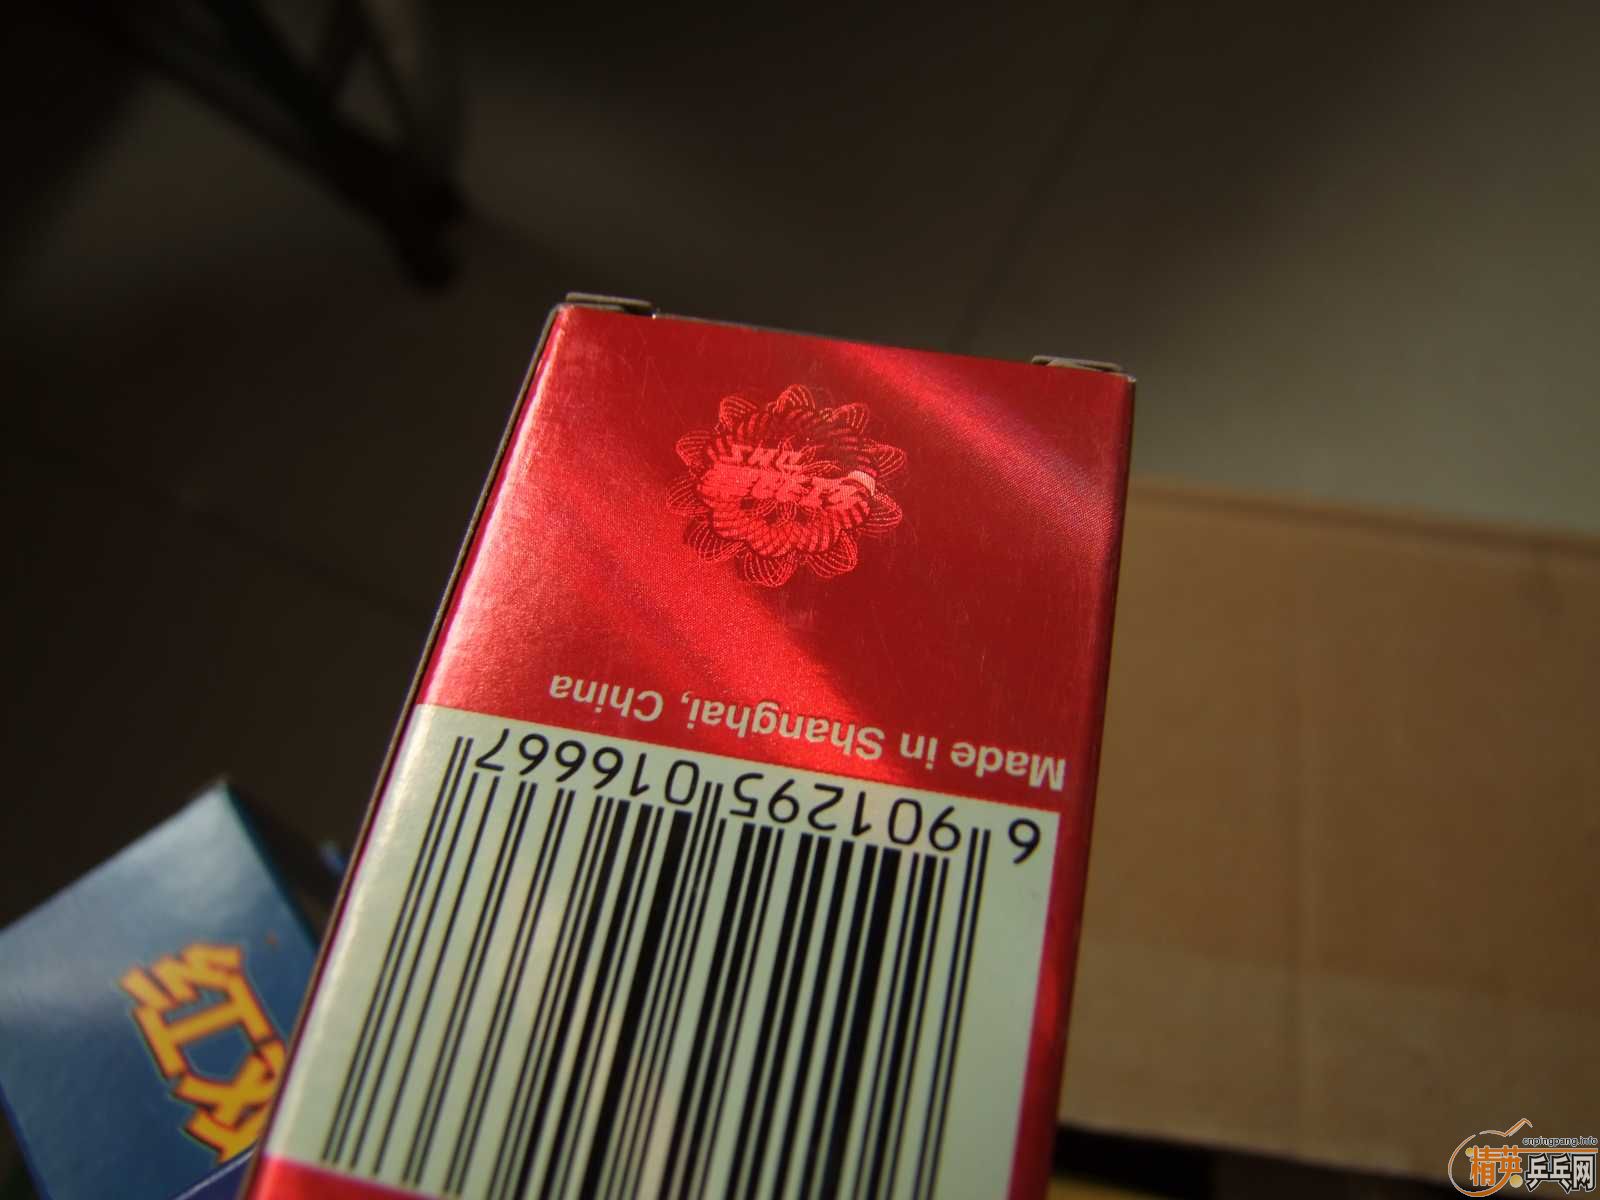 Made in Shanghai, China
6 901295 016667
红双
cnpingpang.info
精英乒乓网